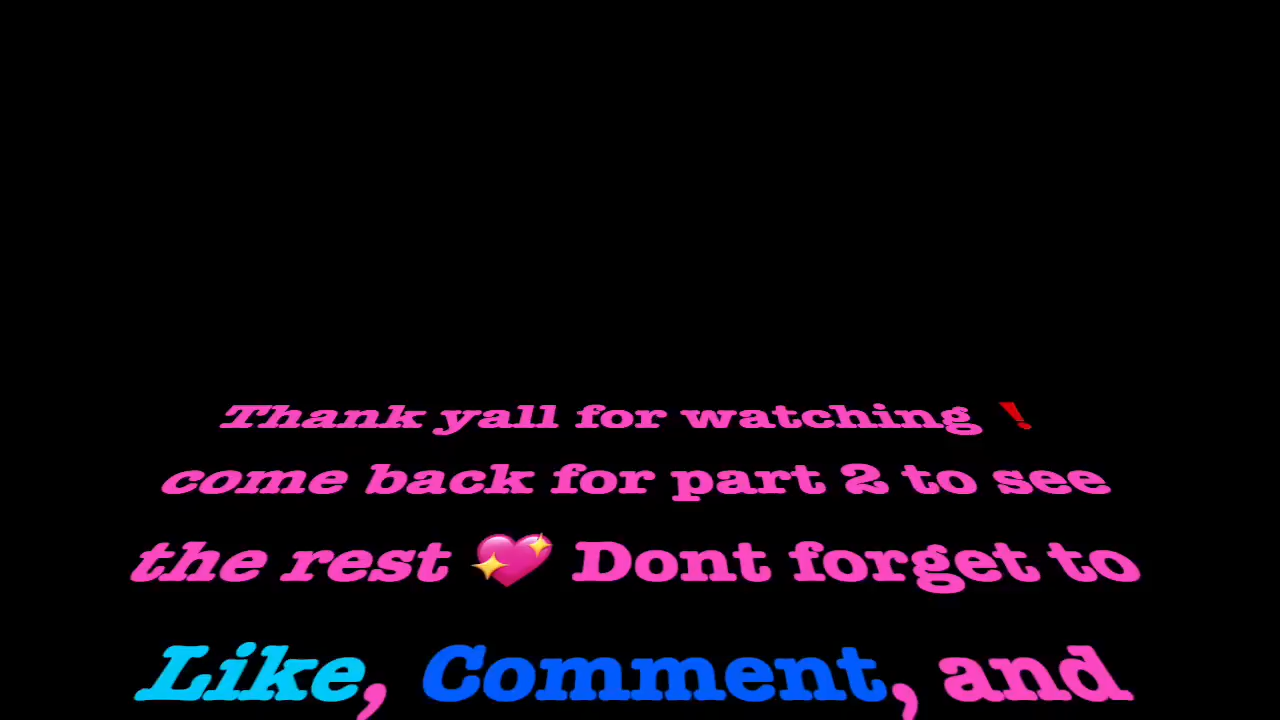 Thank yall for watching ❗
come back for part 2 to see
the rest 💖 Dont forget to
Like, Comment, and